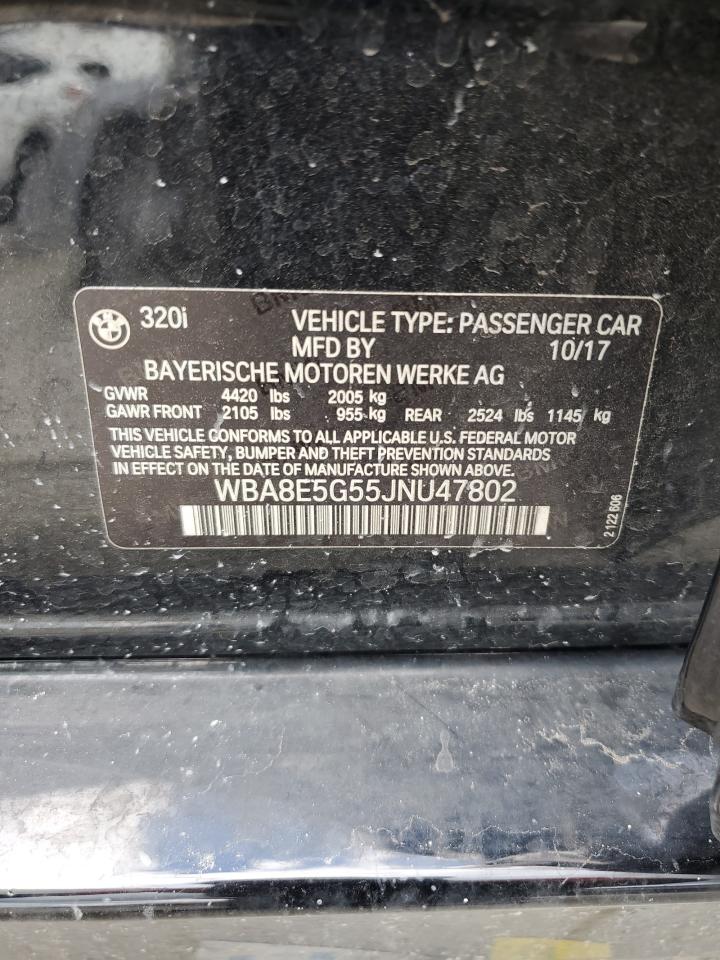 320i VEHICLE TYPE: PASSENGER CAR
MFD BY 10/17
BAYERISCHE MOTOREN WERKE AG
GVWR 4420 lbs 2005 kg
GAWR FRONT 2105 lbs 955 kg REAR 2524 lbs 1145 kg
THIS VEHICLE CONFORMS TO ALL APPLICABLE U.S. FEDERAL MOTOR
VEHICLE SAFETY, BUMPER AND THEFT PREVENTION STANDARDS
IN EFFECT ON THE DATE OF MANUFACTURE SHOWN ABOVE.
WBA8E5G55JNU47802
2 122 606